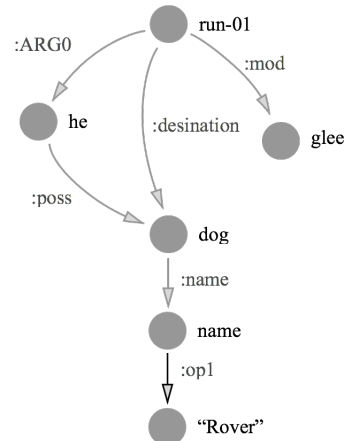 run-01
:ARG0
:mod
he
:desination
glee
:poss
dog
:name
name
:op1
“Rover”